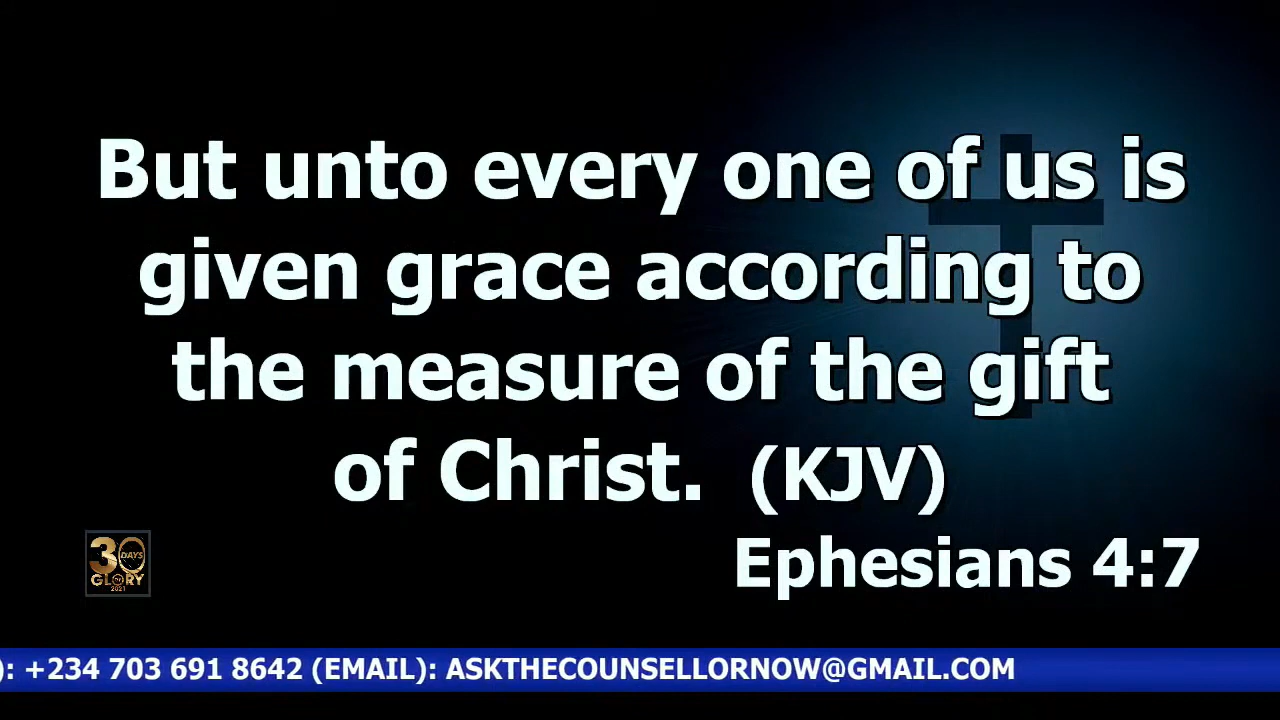 But unto every one of us is
given grace according to
the measure of the gift
of Christ. (KJV)
Ephesians 4:7
30
DAYS
GLORY
2021
): +234 703 691 8642 (EMAIL): ASKTHECOUNSELLORNOW@GMAIL.COM